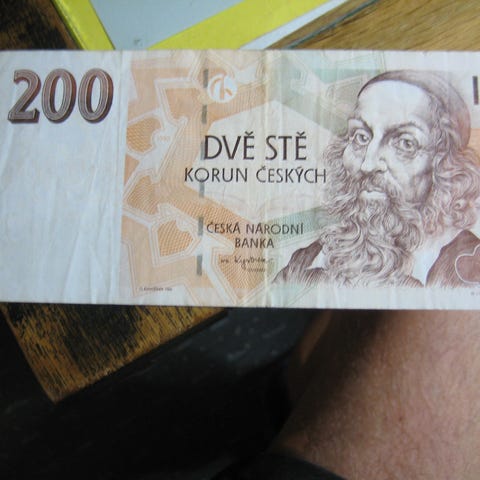 200
DVĚ STĚ
KORUN ČESKÝCH
ČESKÁ NÁRODNÍ
BANKA